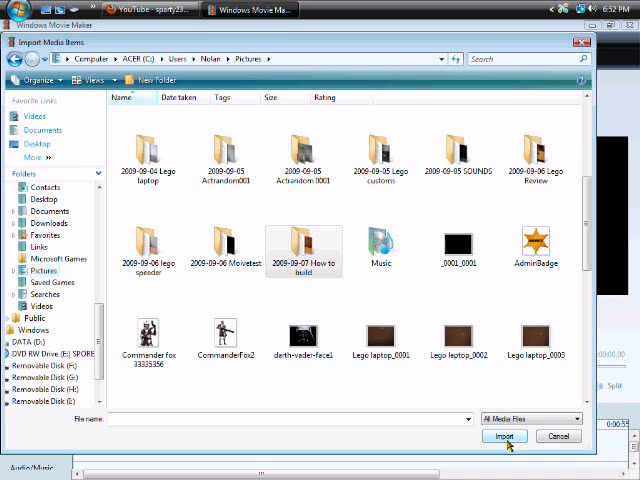 YouTube - sparty23...
Windows Movie Ma...
6:52 PM
Windows Movie Maker
Import Media Items
Computer ACER (C:) Users Nolan Pictures
Search
Organize Views New Folder
Favorite Links
Videos
Documents
Desktop
More »
Folders
Contacts
Desktop
Documents
Downloads
Favorites
Links
Microsoft Games
Pictures
Saved Games
Searches
Videos
Public
Windows
DATA (D:)
DVD RW Drive (E:) SPORE
Removable Disk (F:)
Removable Disk (G:)
Removable Disk (H:)
Removable Disk (I:)
Name Date taken Tags Size Rating
2009-09-04 Lego laptop
2009-09-05 Actrandom001
2009-09-05 Actrandom 0001
2009-09-05 Lego customs
2009-09-05 SOUNDS
2009-09-06 Lego Review
2009-09-06 lego speeder
2009-09-06 Moivetest
2009-09-07 How to build
Music
_0001_0001
AdminBadge
Commander fox 33335356
CommanderFox2
darth-vader-face1
Lego laptop_0001
Lego laptop_0002
Lego laptop_0003
File name:
All Media Files
Import
Cancel
Split
0:00:55
Audio/Music